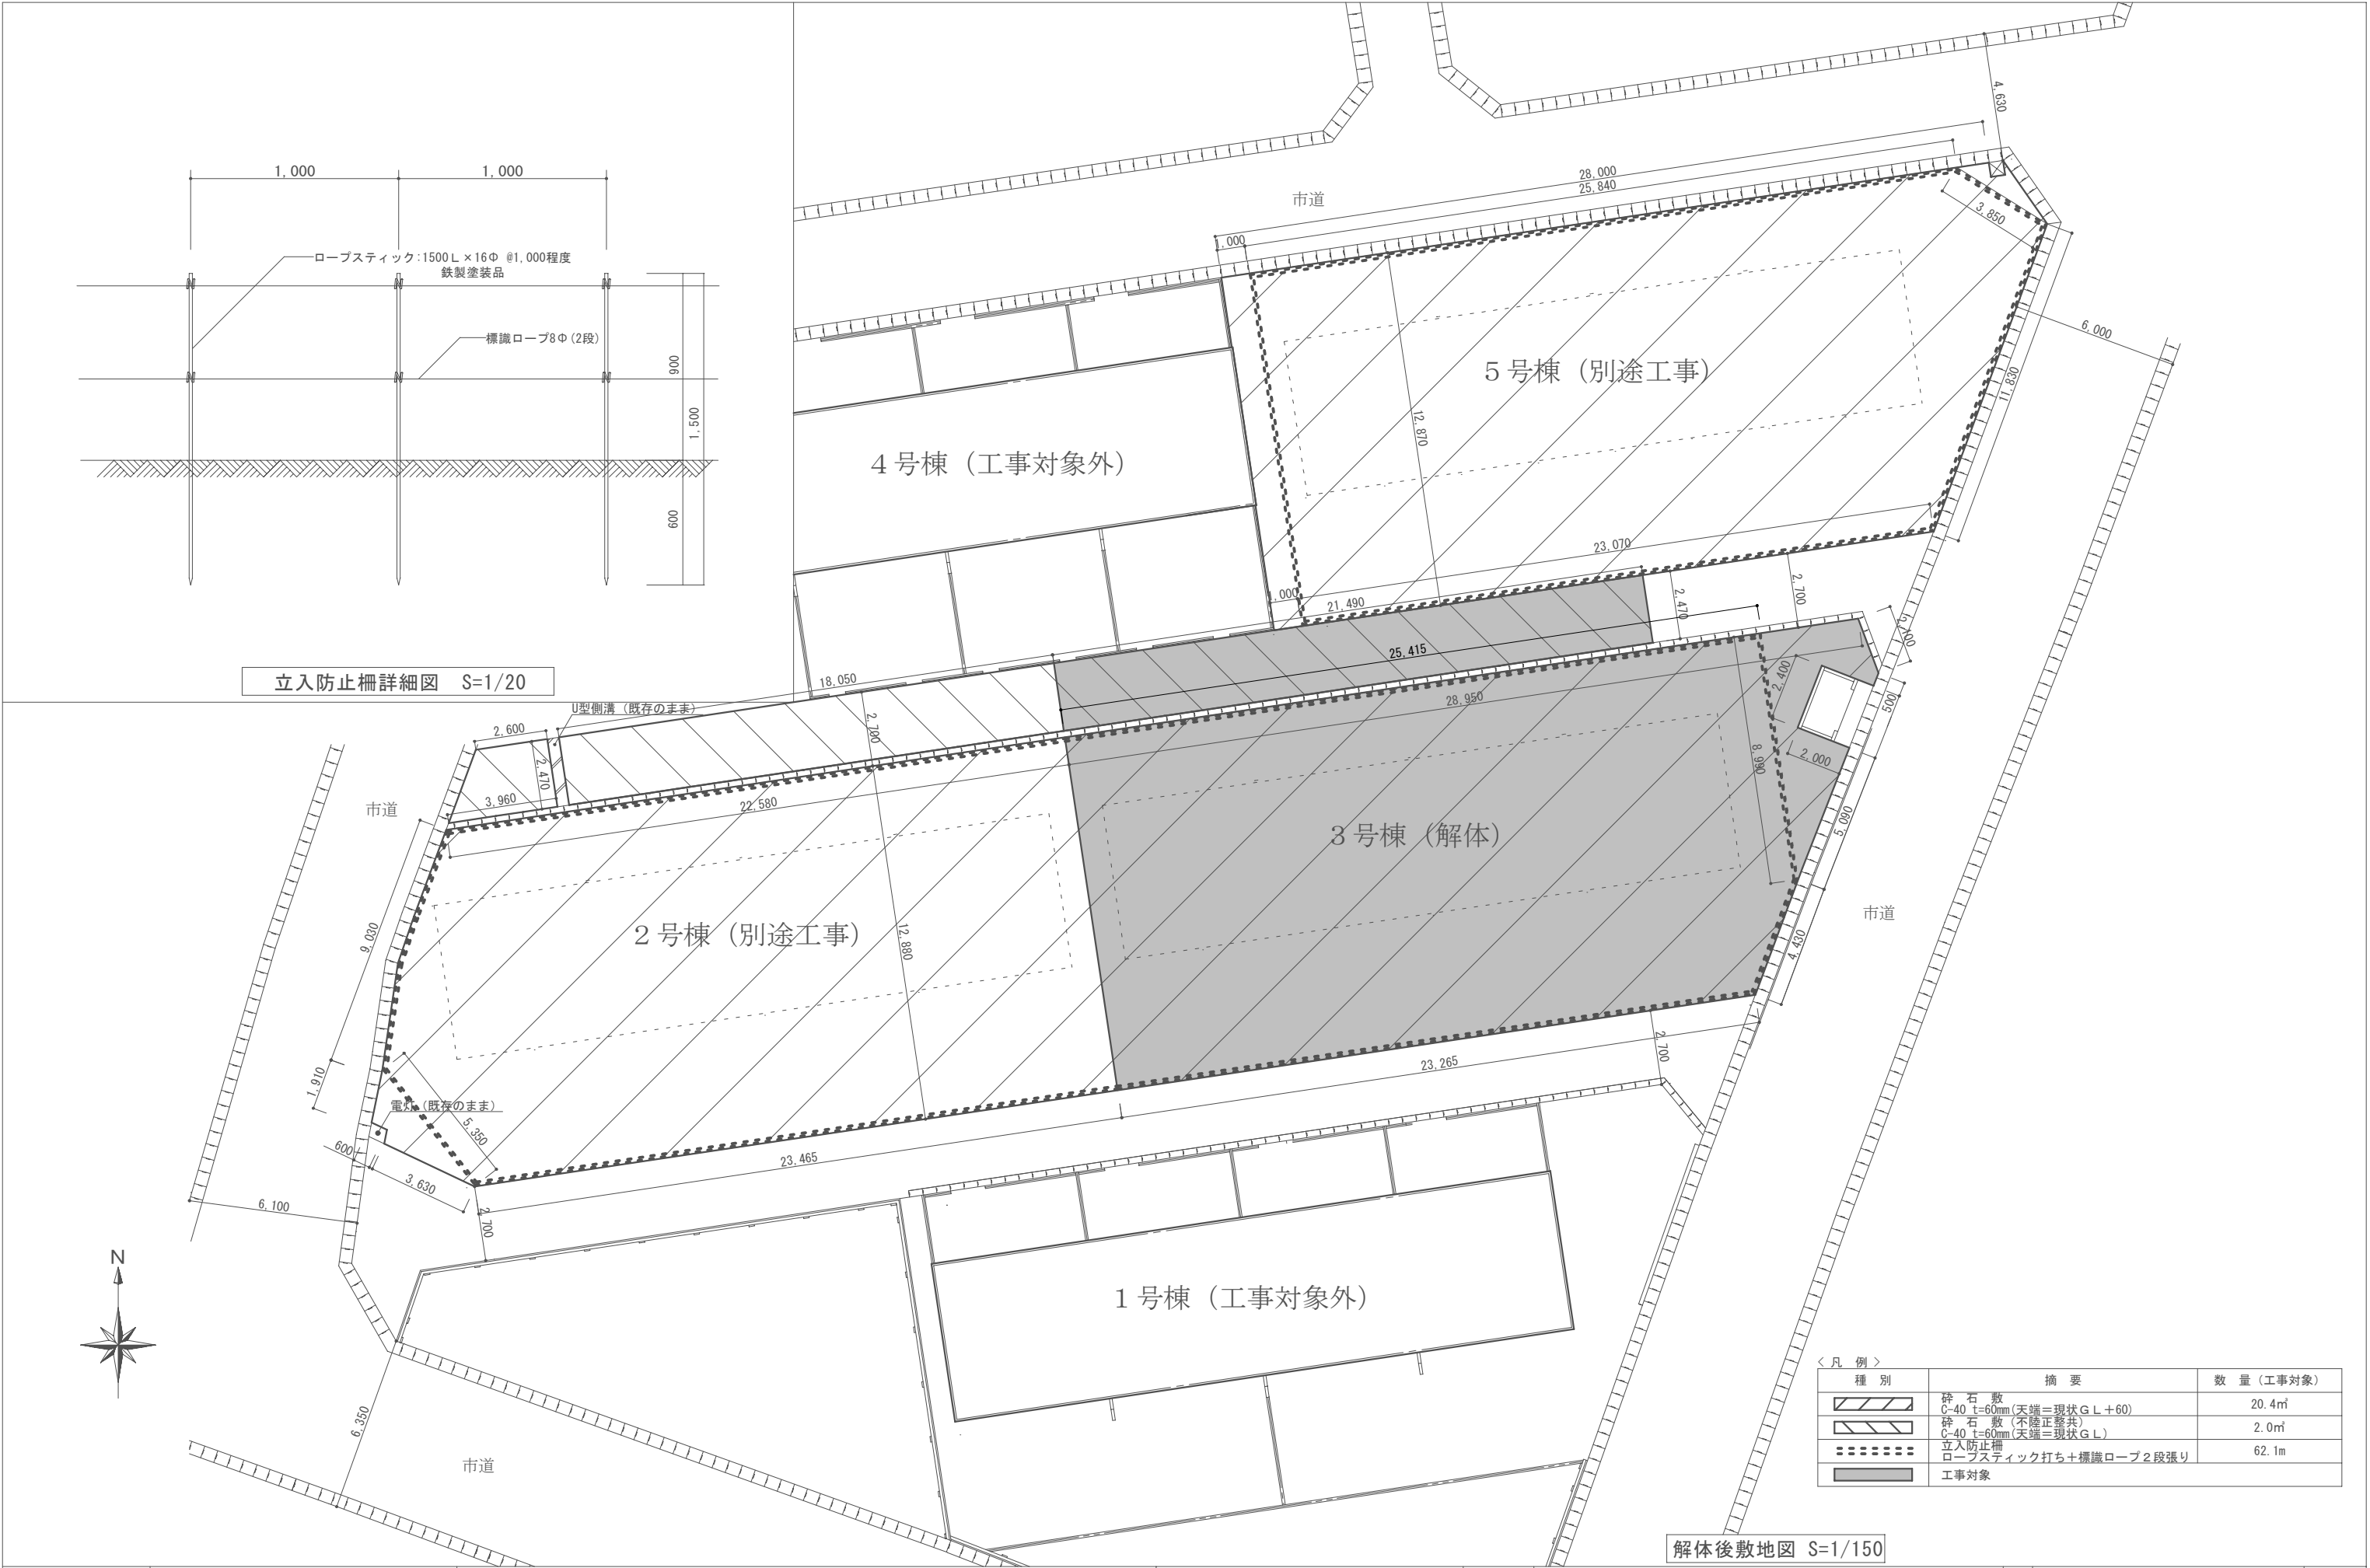 1,000
1,000
ロープスティック:1500L×16Φ @1,000程度
鉄製塗装品
標識ロープ8Φ(2段)
900
1,500
600
立入防止柵詳細図 S=1/20
4,630
市道
28,000
25,840
1,000
3,850
6,000
11,830
5号棟（別途工事）
12,870
4号棟（工事対象外）
23,070
,000
21,490
2,470
2,700
25,415
18,050
28,950
2,400
500
8,990
2,000
U型側溝（既存のまま）
2,600
2,700
2,470
3,960
22,580
市道
9,030
3号棟（解体）
5,090
2号棟（別途工事）
12,880
市道
4,430
1,910
電灯（既存のまま）
5,350
600
3,630
23,265
2,700
23,465
6,100
2,700
N
1号棟（工事対象外）
6,350
市道
〈 凡 例 〉
種 別 摘 要 数 量（工事対象）
砕 石 敷
C-40 t=60mm(天端＝現状ＧＬ＋60)
20.4㎡
砕 石 敷（不陸正整共）
C-40 t=60mm(天端＝現状ＧＬ)
2.0㎡
立入防止柵
ロープスティック打ち＋標識ロープ２段張り
62.1m
工事対象
解体後敷地図 S=1/150